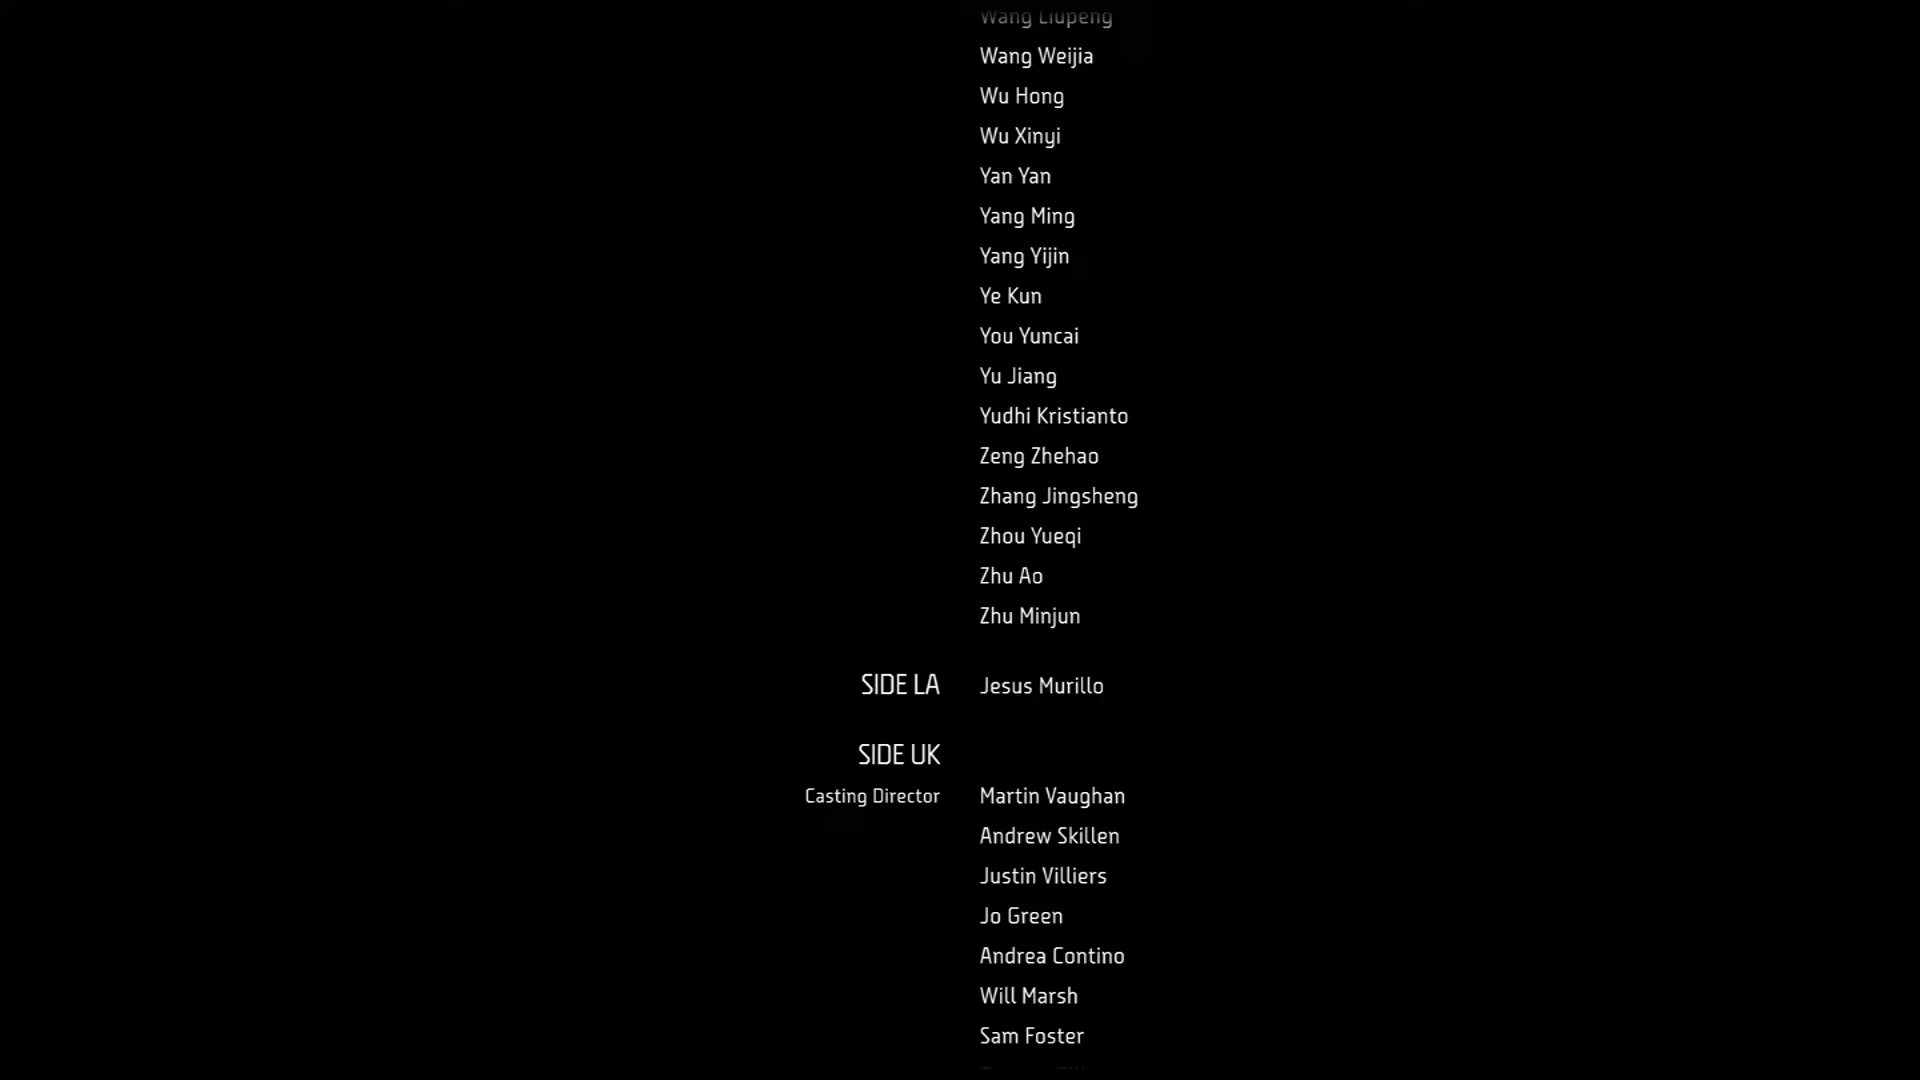 Wang Liupeng
Wang Weijia
Wu Hong
Wu Xinyi
Yan Yan
Yang Ming
Yang Yijin
Ye Kun
You Yuncai
Yu Jiang
Yudhi Kristianto
Zeng Zhehao
Zhang Jingsheng
Zhou Yueqi
Zhu Ao
Zhu Minjun
SIDE LA Jesus Murillo
SIDE UK
Casting Director Martin Vaughan
Andrew Skillen
Justin Villiers
Jo Green
Andrea Contino
Will Marsh
Sam Foster